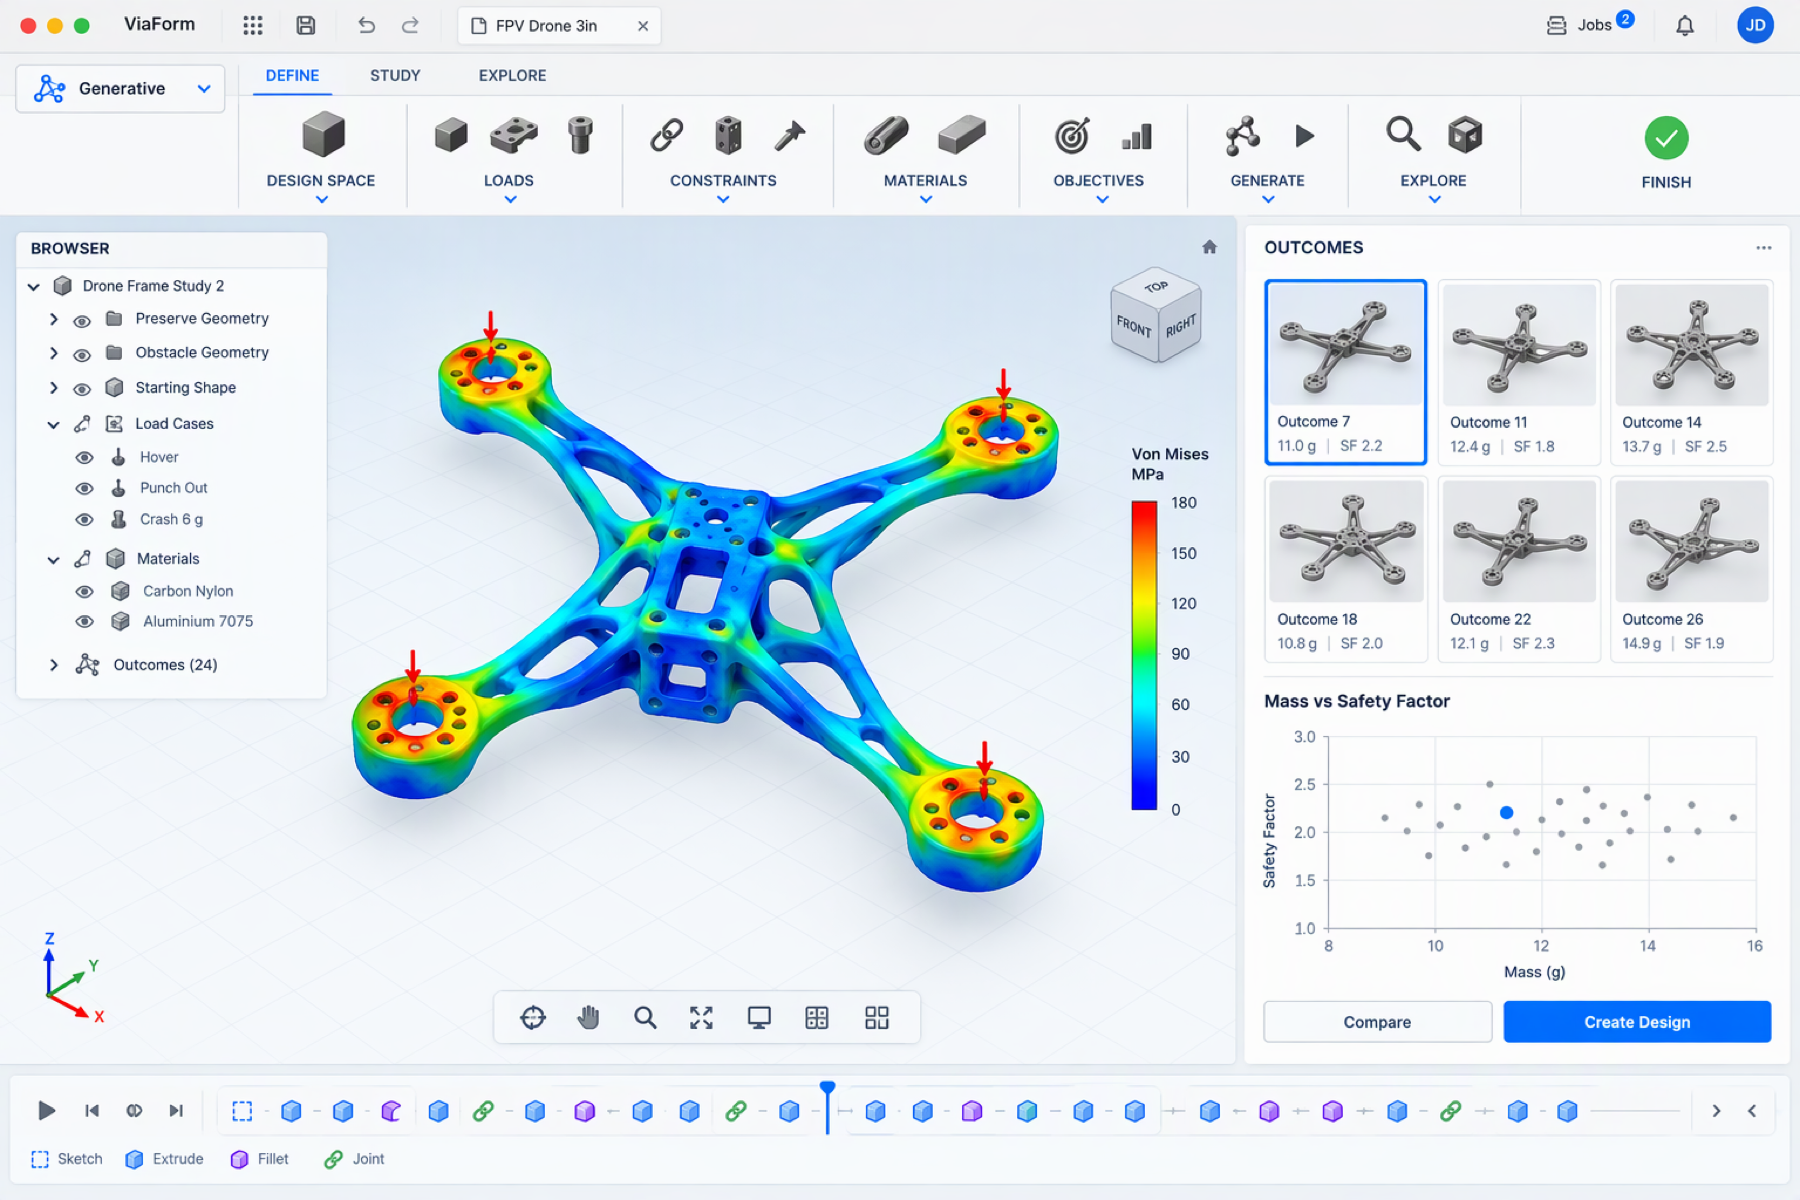 ViaForm
FPV Drone 3in
Jobs 2
JD
Generative
DEFINE
STUDY
EXPLORE
DESIGN SPACE
LOADS
CONSTRAINTS
MATERIALS
OBJECTIVES
GENERATE
EXPLORE
FINISH
BROWSER
Drone Frame Study 2
Preserve Geometry
Obstacle Geometry
Starting Shape
Load Cases
Hover
Punch Out
Crash 6 g
Materials
Carbon Nylon
Aluminium 7075
Outcomes (24)
TOP
FRONT
RIGHT
Von Mises
MPa
180
150
120
90
60
30
0
Z
Y
X
OUTCOMES
Outcome 7
11.0 g | SF 2.2
Outcome 11
12.4 g | SF 1.8
Outcome 14
13.7 g | SF 2.5
Outcome 18
10.8 g | SF 2.0
Outcome 22
12.1 g | SF 2.3
Outcome 26
14.9 g | SF 1.9
Mass vs Safety Factor
Safety Factor
3.0
2.5
2.0
1.5
1.0
8 10 12 14 16
Mass (g)
Compare
Create Design
Sketch
Extrude
Fillet
Joint